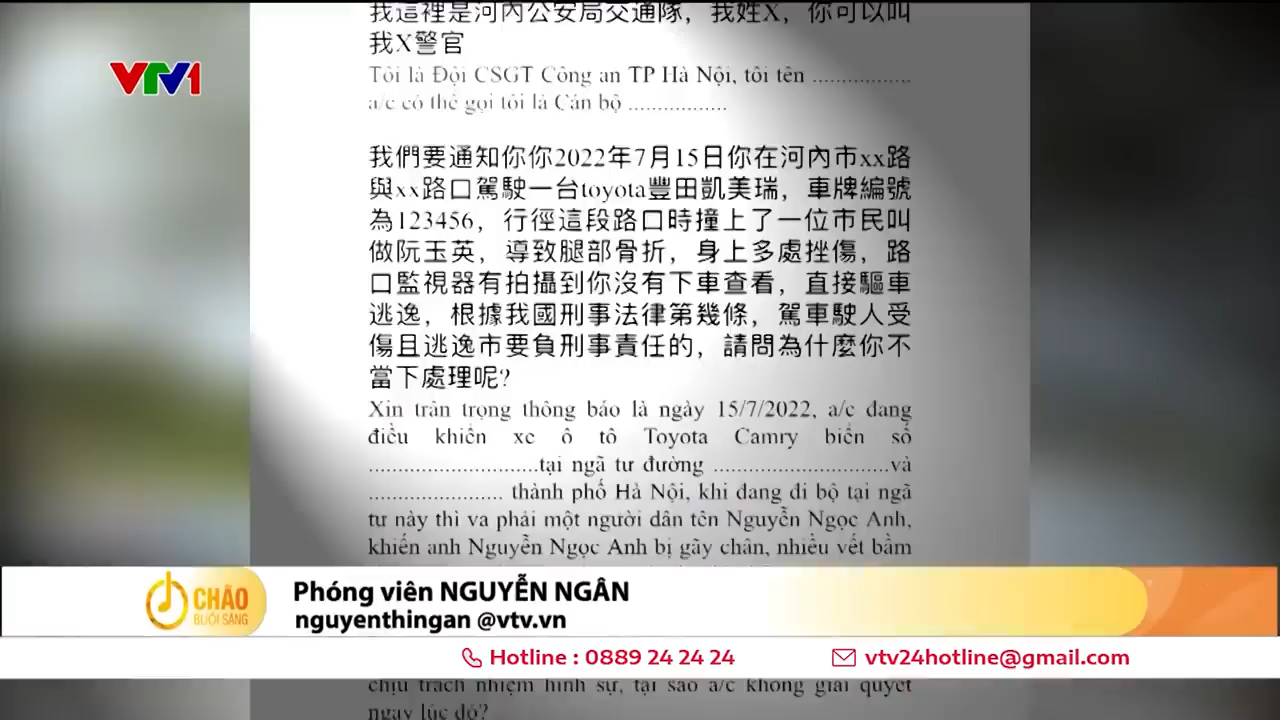 我這裡是河內公安局交通隊，我姓X，你可以叫
我X警官
VTV1
Tôi là Đội CSGT Công an TP Hà Nội, tôi tên .................
a/c có thể gọi tôi là Cán bộ .................
我們要通知你你2022年7月15日你在河內市xx路
與xx路口駕駛一台toyota豐田凱美瑞，車牌編號
為123456，行徑這段路口時撞上了一位市民叫
做阮玉英，導致腿部骨折，身上多處挫傷，路
口監視器有拍攝到你沒有下車查看，直接驅車
逃逸，根據我國刑事法律第幾條，駕車駛人受
傷且逃逸市要負刑事責任的，請問為什麼你不
當下處理呢?
Xin trân trọng thông báo là ngày 15/7/2022, a/c đang
điều khiển xe ô tô Toyota Camry biển số
.............................tại ngã tư đường ..............................và
....................... thành phố Hà Nội, khi đang đi bộ tại ngã
tư này thì va phải một người dân tên Nguyễn Ngọc Anh,
khiến anh Nguyễn Ngọc Anh bị gãy chân, nhiều vết bầm
CHÀO
BUỔI SÁNG
Phóng viên NGUYỄN NGÂN
nguyenthingan @vtv.vn
Hotline : 0889 24 24 24
vtv24hotline@gmail.com
chịu trách nhiệm hình sự, tại sao a/c không giải quyết
ngay lúc đó?